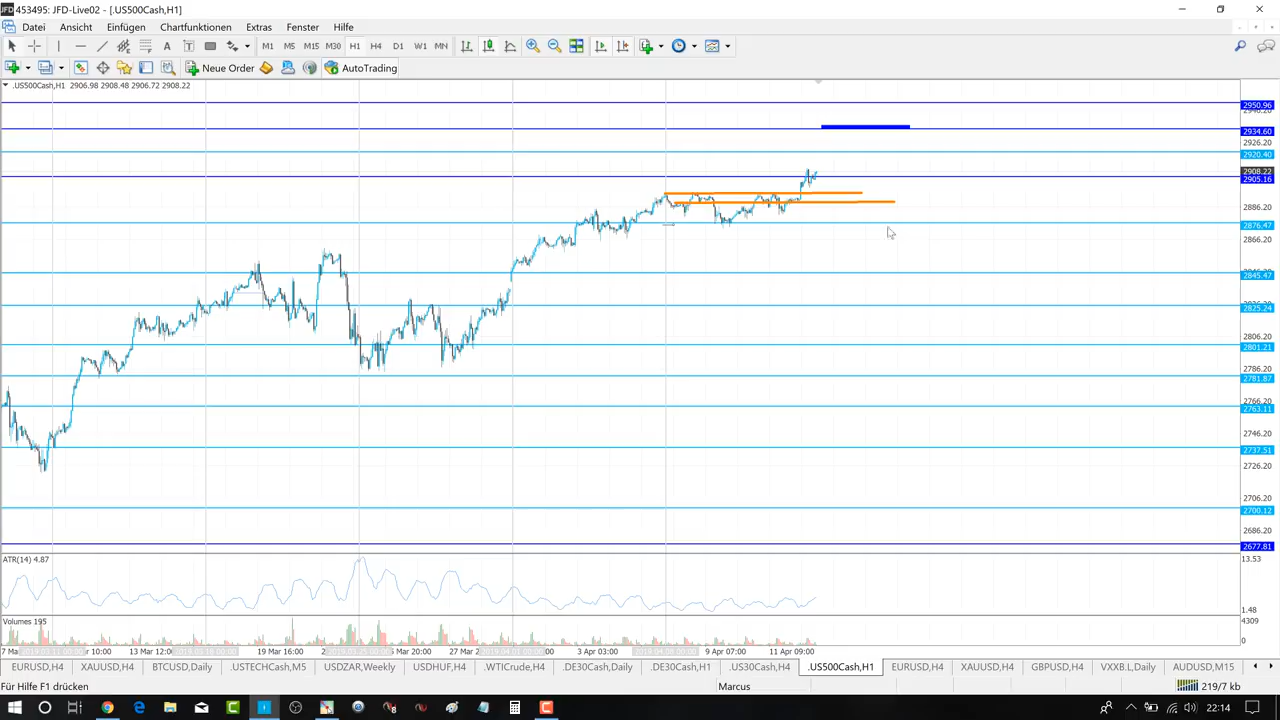 JFD 453495: JFD-Live02 - [.US500Cash,H1]
Datei Ansicht Einfügen Chartfunktionen Extras Fenster Hilfe
A T M1 M5 M15 M30 H1 H4 D1 W1 MN
Neue Order AutoTrading
.US500Cash,H1 2906.98 2908.48 2906.72 2908.22
2950.96
2934.60
2926.20
2920.40
2908.22
2905.16
2886.20
2876.47
2866.20
2845.47
2825.24
2806.20
2801.21
2786.20
2781.87
2766.20
2763.11
2746.20
2737.51
2726.20
2706.20
2700.12
2686.20
2677.81
ATR(14) 4.87
13.53
1.48
Volumes 195
4309
0
13 Mar 12:00 19 Mar 16:00 3 Apr 03:00 9 Apr 07:00 11 Apr 09:00
EURUSD,H4 XAUUSD,H4 BTCUSD,Daily .USTECHCash,M5 USDZAR,Weekly USDHUF,H4 .WTICrude,H4 .DE30Cash,Daily .DE30Cash,H1 .US30Cash,H4 .US500Cash,H1 EURUSD,H4 XAUUSD,H4 GBPUSD,H4 VXXB.L,Daily AUDUSD,M15
Für Hilfe F1 drücken Marcus 219/7 kb
22:14